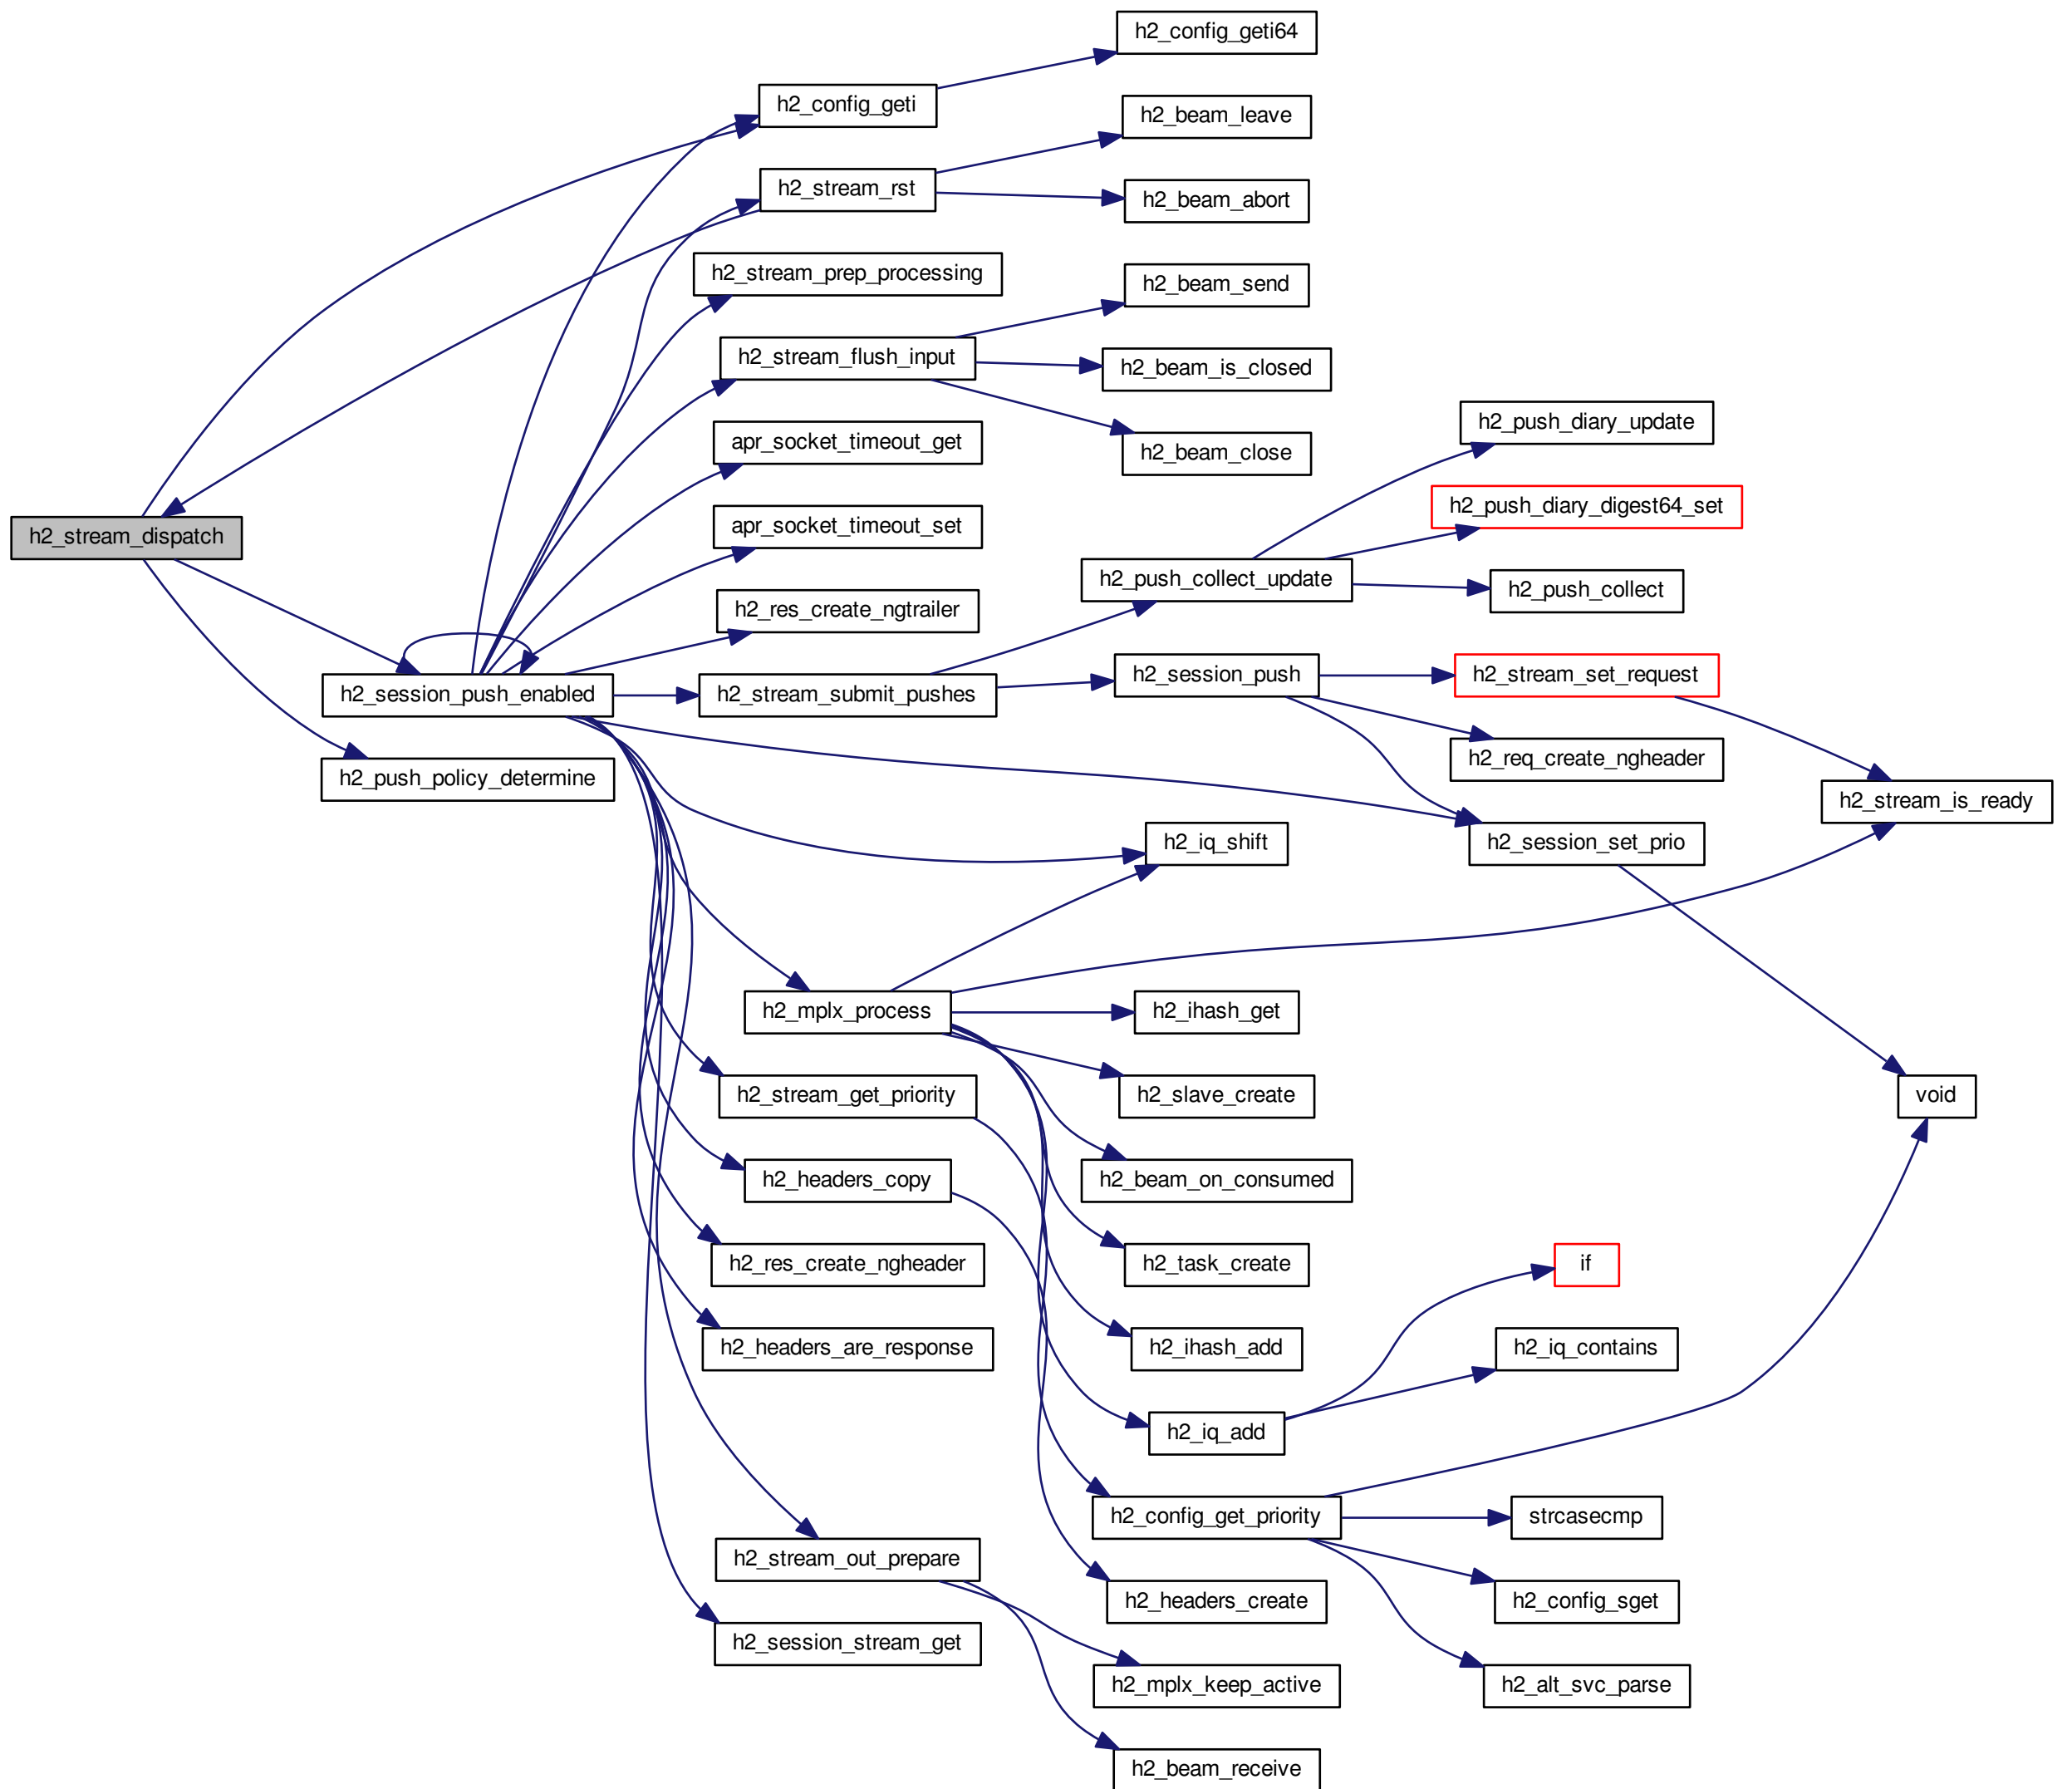 h2_config_geti64
h2_config_geti
h2_beam_leave
h2_stream_rst
h2_beam_abort
h2_stream_prep_processing
h2_beam_send
h2_stream_flush_input
h2_beam_is_closed
h2_push_diary_update
apr_socket_timeout_get
h2_beam_close
h2_push_diary_digest64_set
apr_socket_timeout_set
h2_stream_dispatch
h2_push_collect_update
h2_push_collect
h2_res_create_ngtrailer
h2_session_push
h2_stream_set_request
h2_session_push_enabled
h2_stream_submit_pushes
h2_req_create_ngheader
h2_push_policy_determine
h2_stream_is_ready
h2_iq_shift
h2_session_set_prio
h2_mplx_process
h2_ihash_get
h2_stream_get_priority
h2_slave_create
void
h2_headers_copy
h2_beam_on_consumed
h2_res_create_ngheader
h2_task_create
if
h2_headers_are_response
h2_ihash_add
h2_iq_contains
h2_iq_add
h2_config_get_priority
strcasecmp
h2_stream_out_prepare
h2_headers_create
h2_config_sget
h2_session_stream_get
h2_mplx_keep_active
h2_alt_svc_parse
h2_beam_receive